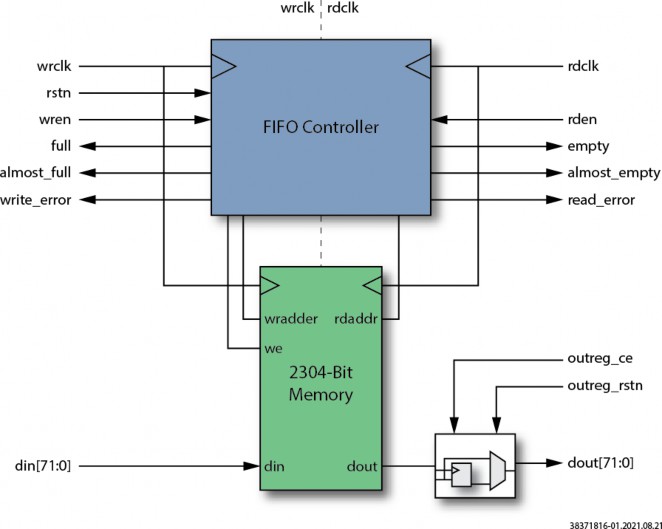 wrclk rdclk
wrclk
rdclk
rstn
wren
FIFO Controller
rden
full
empty
almost_full
almost_empty
write_error
read_error
wradder rdaddr
we
2304-Bit
Memory
outreg_ce
outreg_rstn
din[71:0]
din
dout
dout[71:0]
38371816-01.2021.08.21